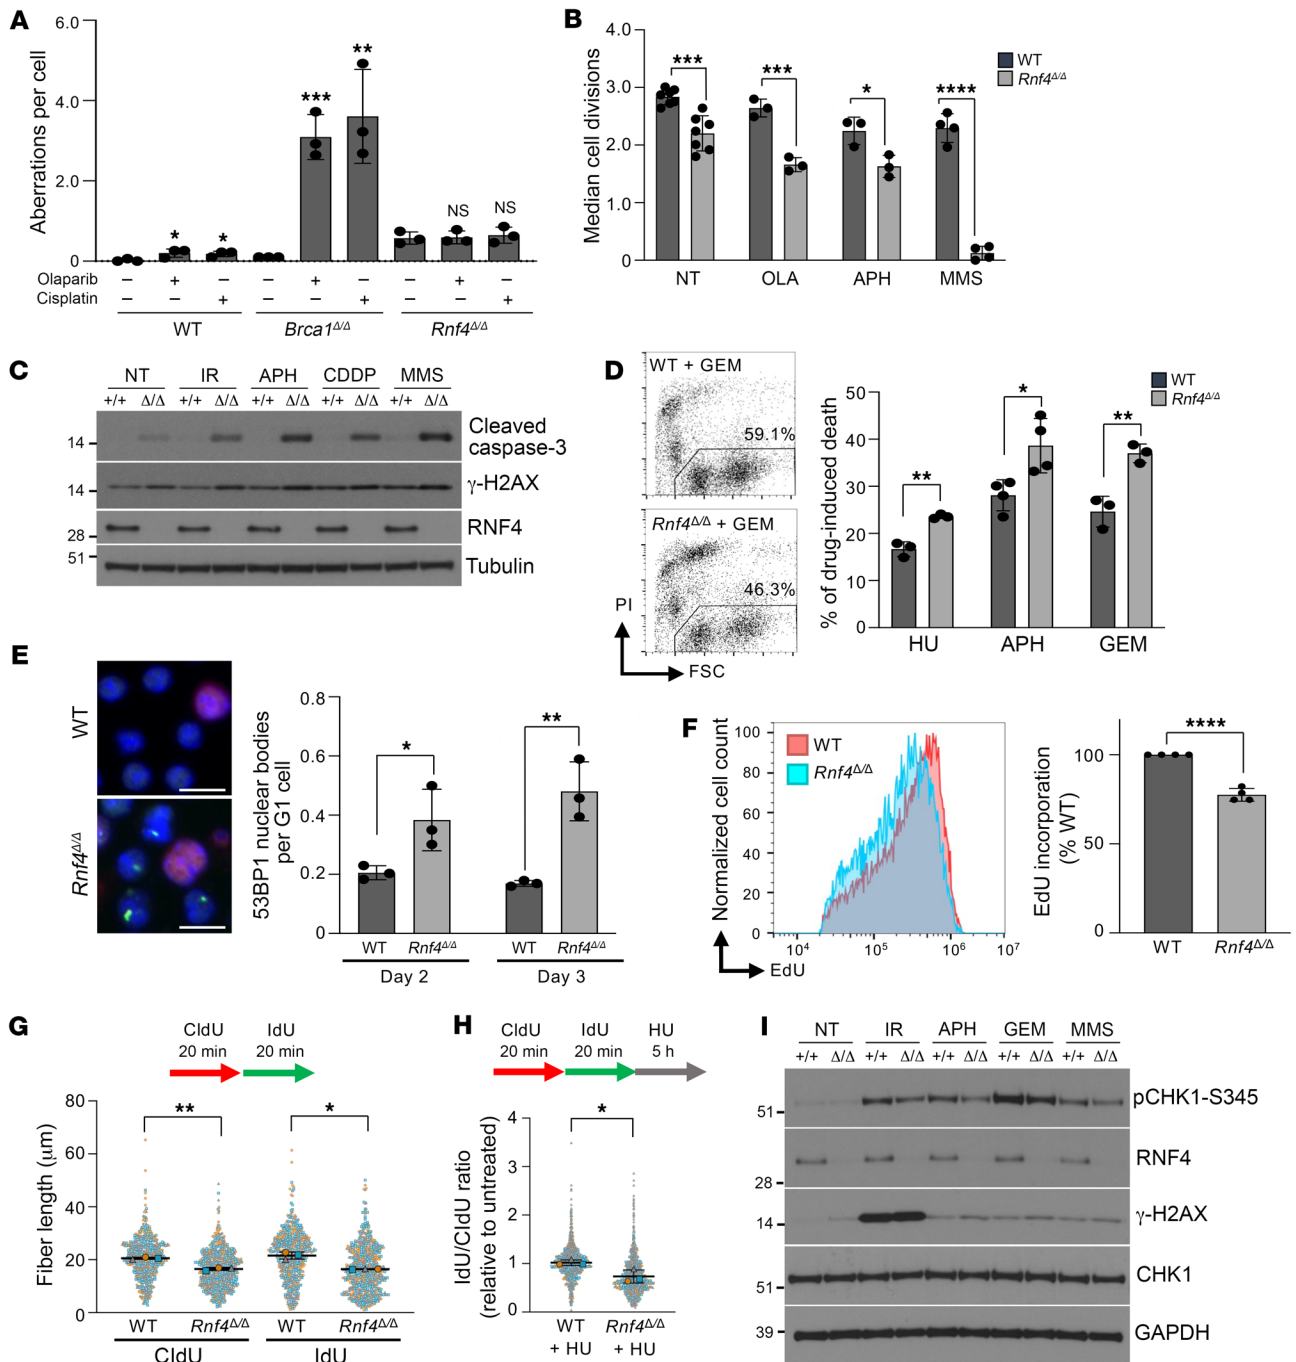 A
Aberrations per cell
6.0
4.0
2.0
0
*
*
***
**
NS
NS
Olaparib – + – – + – – + –
Cisplatin – – + – – + – – +
WT
Brca1Δ/Δ
Rnf4Δ/Δ
B
Median cell divisions
4.0
3.0
2.0
1.0
0
***
***
*
****
WT
Rnf4Δ/Δ
NT
OLA
APH
MMS
C
NT IR APH CDDP MMS
+/+ Δ/Δ +/+ Δ/Δ +/+ Δ/Δ +/+ Δ/Δ +/+ Δ/Δ
14
Cleaved
caspase-3
14
γ-H2AX
28
RNF4
51
Tubulin
D
WT + GEM
59.1%
Rnf4Δ/Δ + GEM
46.3%
PI
FSC
% of drug-induced death
50
40
30
20
10
0
**
*
**
WT
Rnf4Δ/Δ
HU
APH
GEM
E
WT
Rnf4Δ/Δ
53BP1 nuclear bodies
per G1 cell
0.8
0.6
0.4
0.2
0
*
**
WT Rnf4Δ/Δ WT Rnf4Δ/Δ
Day 2
Day 3
F
Normalized cell count
100
80
60
40
20
0
WT
Rnf4Δ/Δ
10⁴ 10⁵ 10⁶ 10⁷
EdU
EdU incorporation
(% WT)
100
50
0
****
WT
Rnf4Δ/Δ
G
CldU IdU
20 min 20 min
Fiber length (μm)
80
60
40
20
0
**
*
WT Rnf4Δ/Δ WT Rnf4Δ/Δ
CldU
IdU
H
CldU IdU HU
20 min 20 min 5 h
IdU/CldU ratio
(relative to untreated)
4
3
2
1
0
*
WT Rnf4Δ/Δ
+ HU + HU
I
NT IR APH GEM MMS
+/+ Δ/Δ +/+ Δ/Δ +/+ Δ/Δ +/+ Δ/Δ +/+ Δ/Δ
51
pCHK1-S345
RNF4
28
14
γ-H2AX
51
CHK1
39
GAPDH